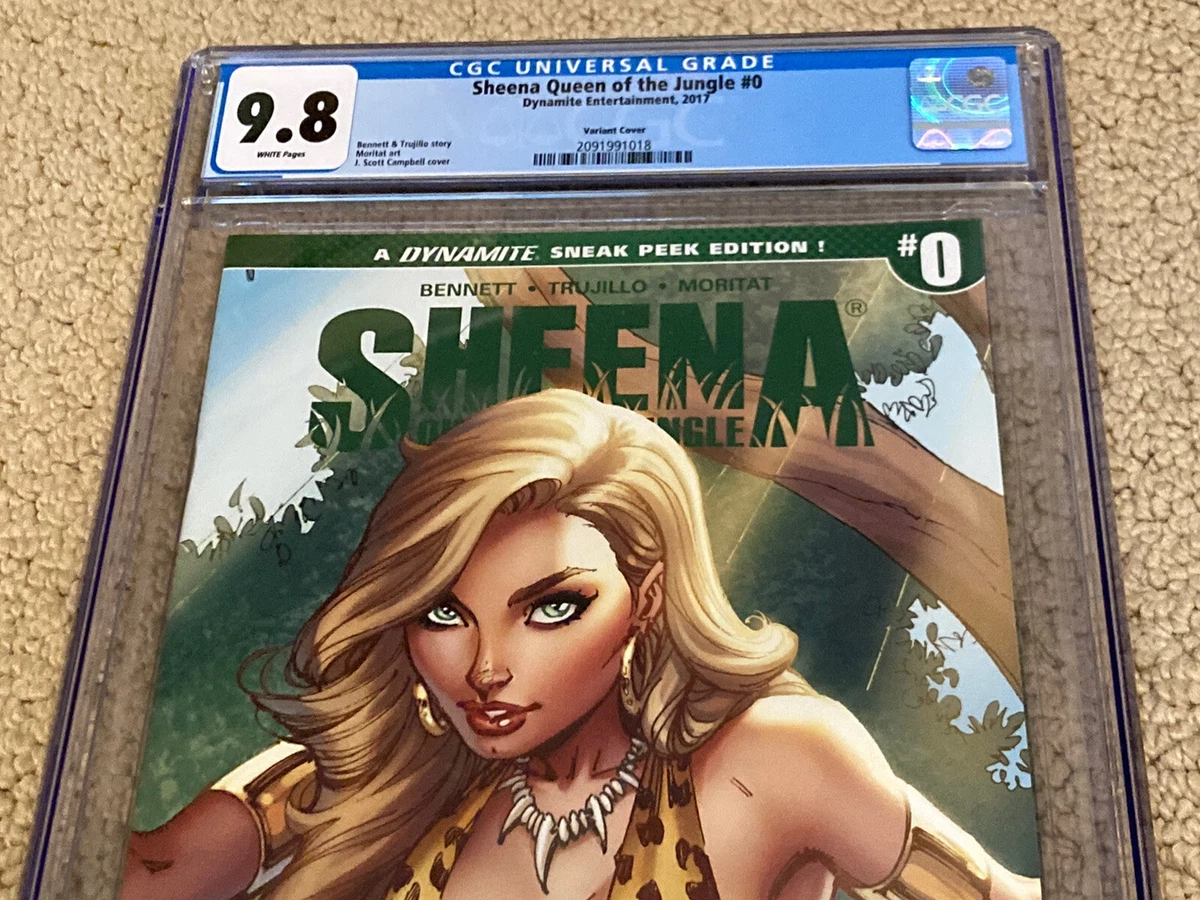 CGC UNIVERSAL GRADE
9.8
WHITE Pages
Sheena Queen of the Jungle #0
Dynamite Entertainment, 2017
Variant Cover
2091991018
Bennett & Trujillo story
Moritat art
J. Scott Campbell cover
CGC
A DYNAMITE SNEAK PEEK EDITION !
#0
BENNETT • TRUJILLO • MORITAT
SHEENA®